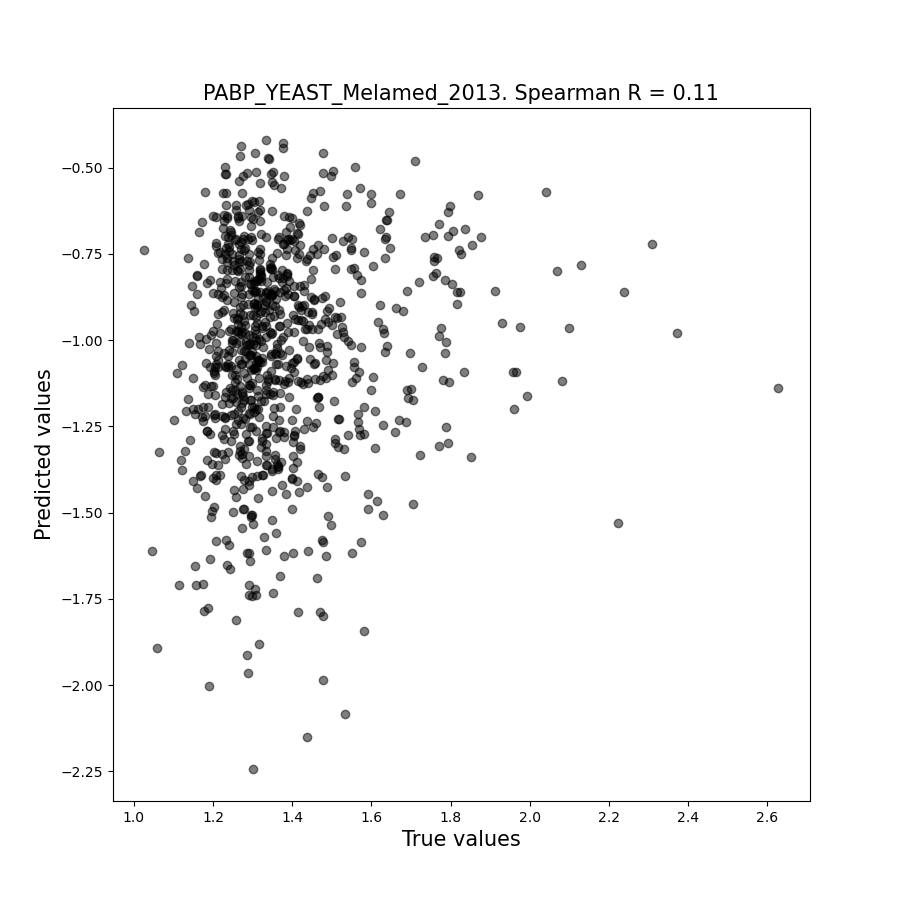 PABP_YEAST_Melamed_2013. Spearman R = 0.11
Predicted values
−0.50
−0.75
−1.00
−1.25
−1.50
−1.75
−2.00
−2.25
1.0 1.2 1.4 1.6 1.8 2.0 2.2 2.4 2.6
True values